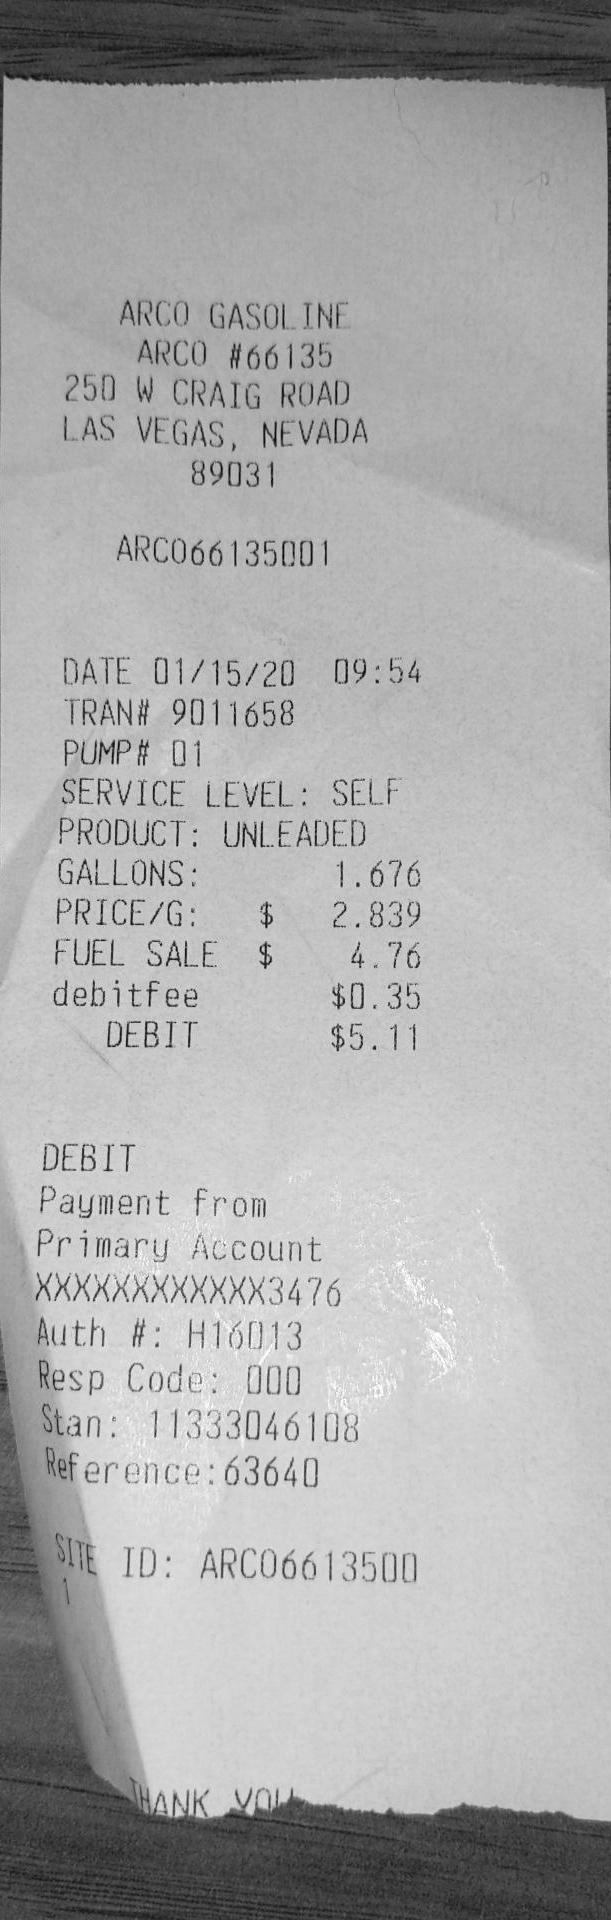 ARCO GASOLINE
ARCO #66135
250 W CRAIG ROAD
LAS VEGAS, NEVADA
89031
ARCO66135001
DATE 01/15/20 09:54
TRAN# 9011658
PUMP# 01
SERVICE LEVEL: SELF
PRODUCT: UNLEADED
GALLONS: 1.676
PRICE/G: $ 2.839
FUEL SALE $ 4.76
debitfee $0.35
DEBIT $5.11
DEBIT
Payment from
Primary Account
XXXXXXXXXXXX3476
Auth #: H16013
Resp Code: 000
Stan: 11333046108
Reference:63640
SITE ID: ARCO6613500
1
THANK YOU